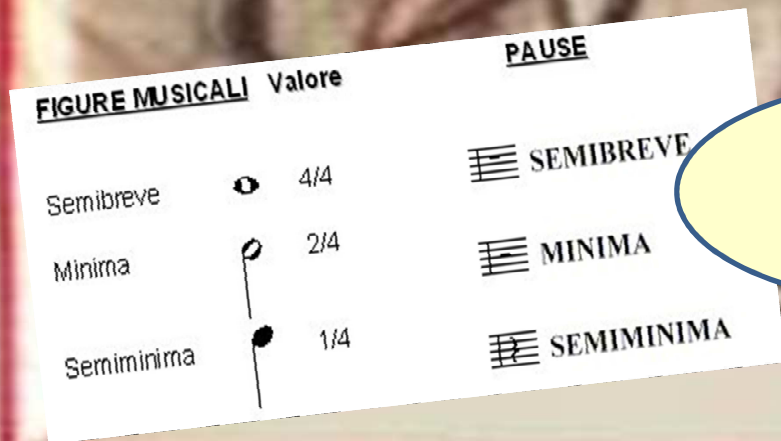 FIGURE MUSICALI Valore PAUSE
Semibreve 4/4 SEMIBREVE
Minima 2/4 MINIMA
Semiminima 1/4 SEMIMINIMA